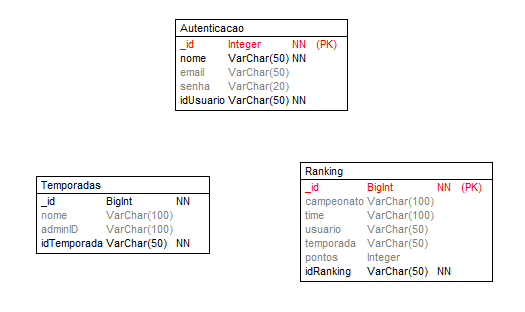 Autenticacao
_id Integer NN (PK)
nome VarChar(50) NN
email VarChar(50)
senha VarChar(20)
idUsuario VarChar(50) NN
Temporadas
_id BigInt NN
nome VarChar(100)
adminID VarChar(100)
idTemporada VarChar(50) NN
Ranking
_id BigInt NN (PK)
campeonato VarChar(100)
time VarChar(100)
usuario VarChar(50)
temporada VarChar(50)
pontos Integer
idRanking VarChar(50) NN